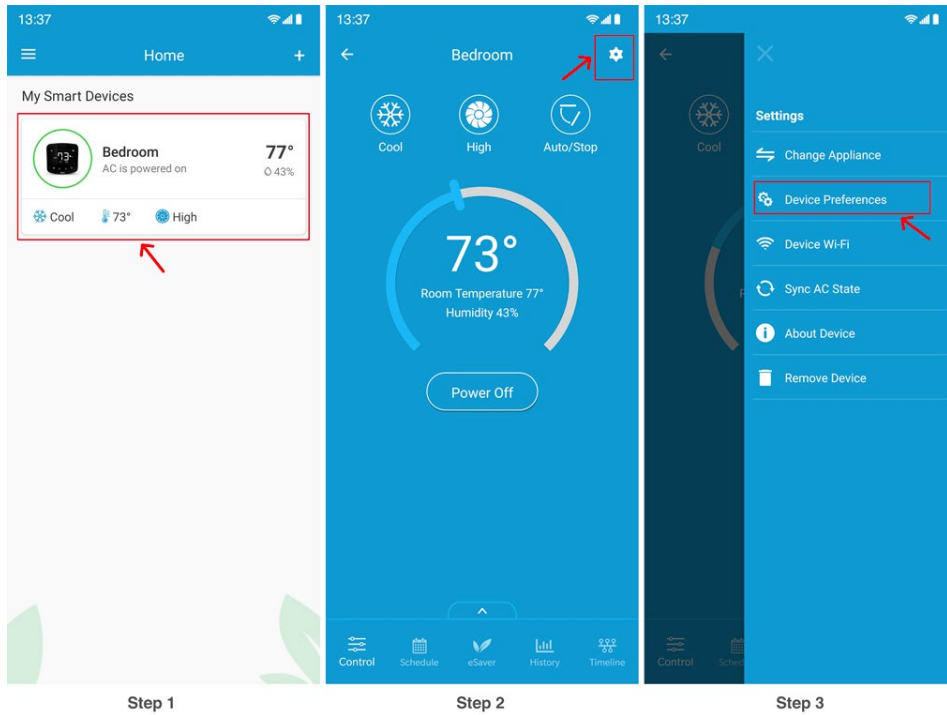 13:37
Home
+
My Smart Devices
-73-
Bedroom
77°
AC is powered on
43%
Cool
73°
High
Step 1
13:37
Bedroom
Cool
High
Auto/Stop
73°
Room Temperature 77°
Humidity 43%
Power Off
Control
Schedule
eSaver
History
Timeline
Step 2
13:37
Cool
Settings
Change Appliance
Device Preferences
Device Wi-Fi
R
Sync AC State
About Device
Remove Device
Control
Sched
Step 3